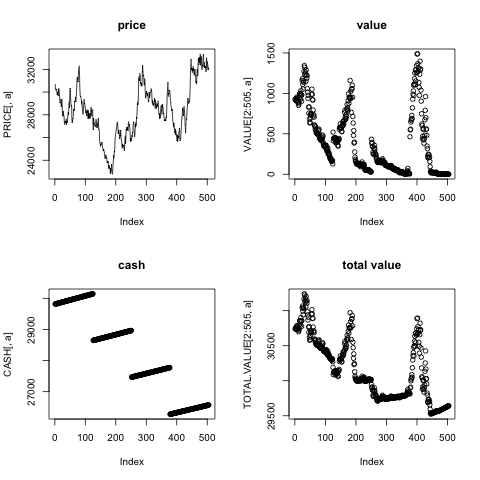 price
PRICE[, a]
24000 28000 32000
0 100 200 300 400 500
Index
value
VALUE[2:505, a]
0 500 1000 1500
0 100 200 300 400 500
Index
cash
CASH[, a]
27000 29000
0 100 200 300 400 500
Index
total value
TOTAL.VALUE[2:505, a]
29500 30500
0 100 200 300 400 500
Index